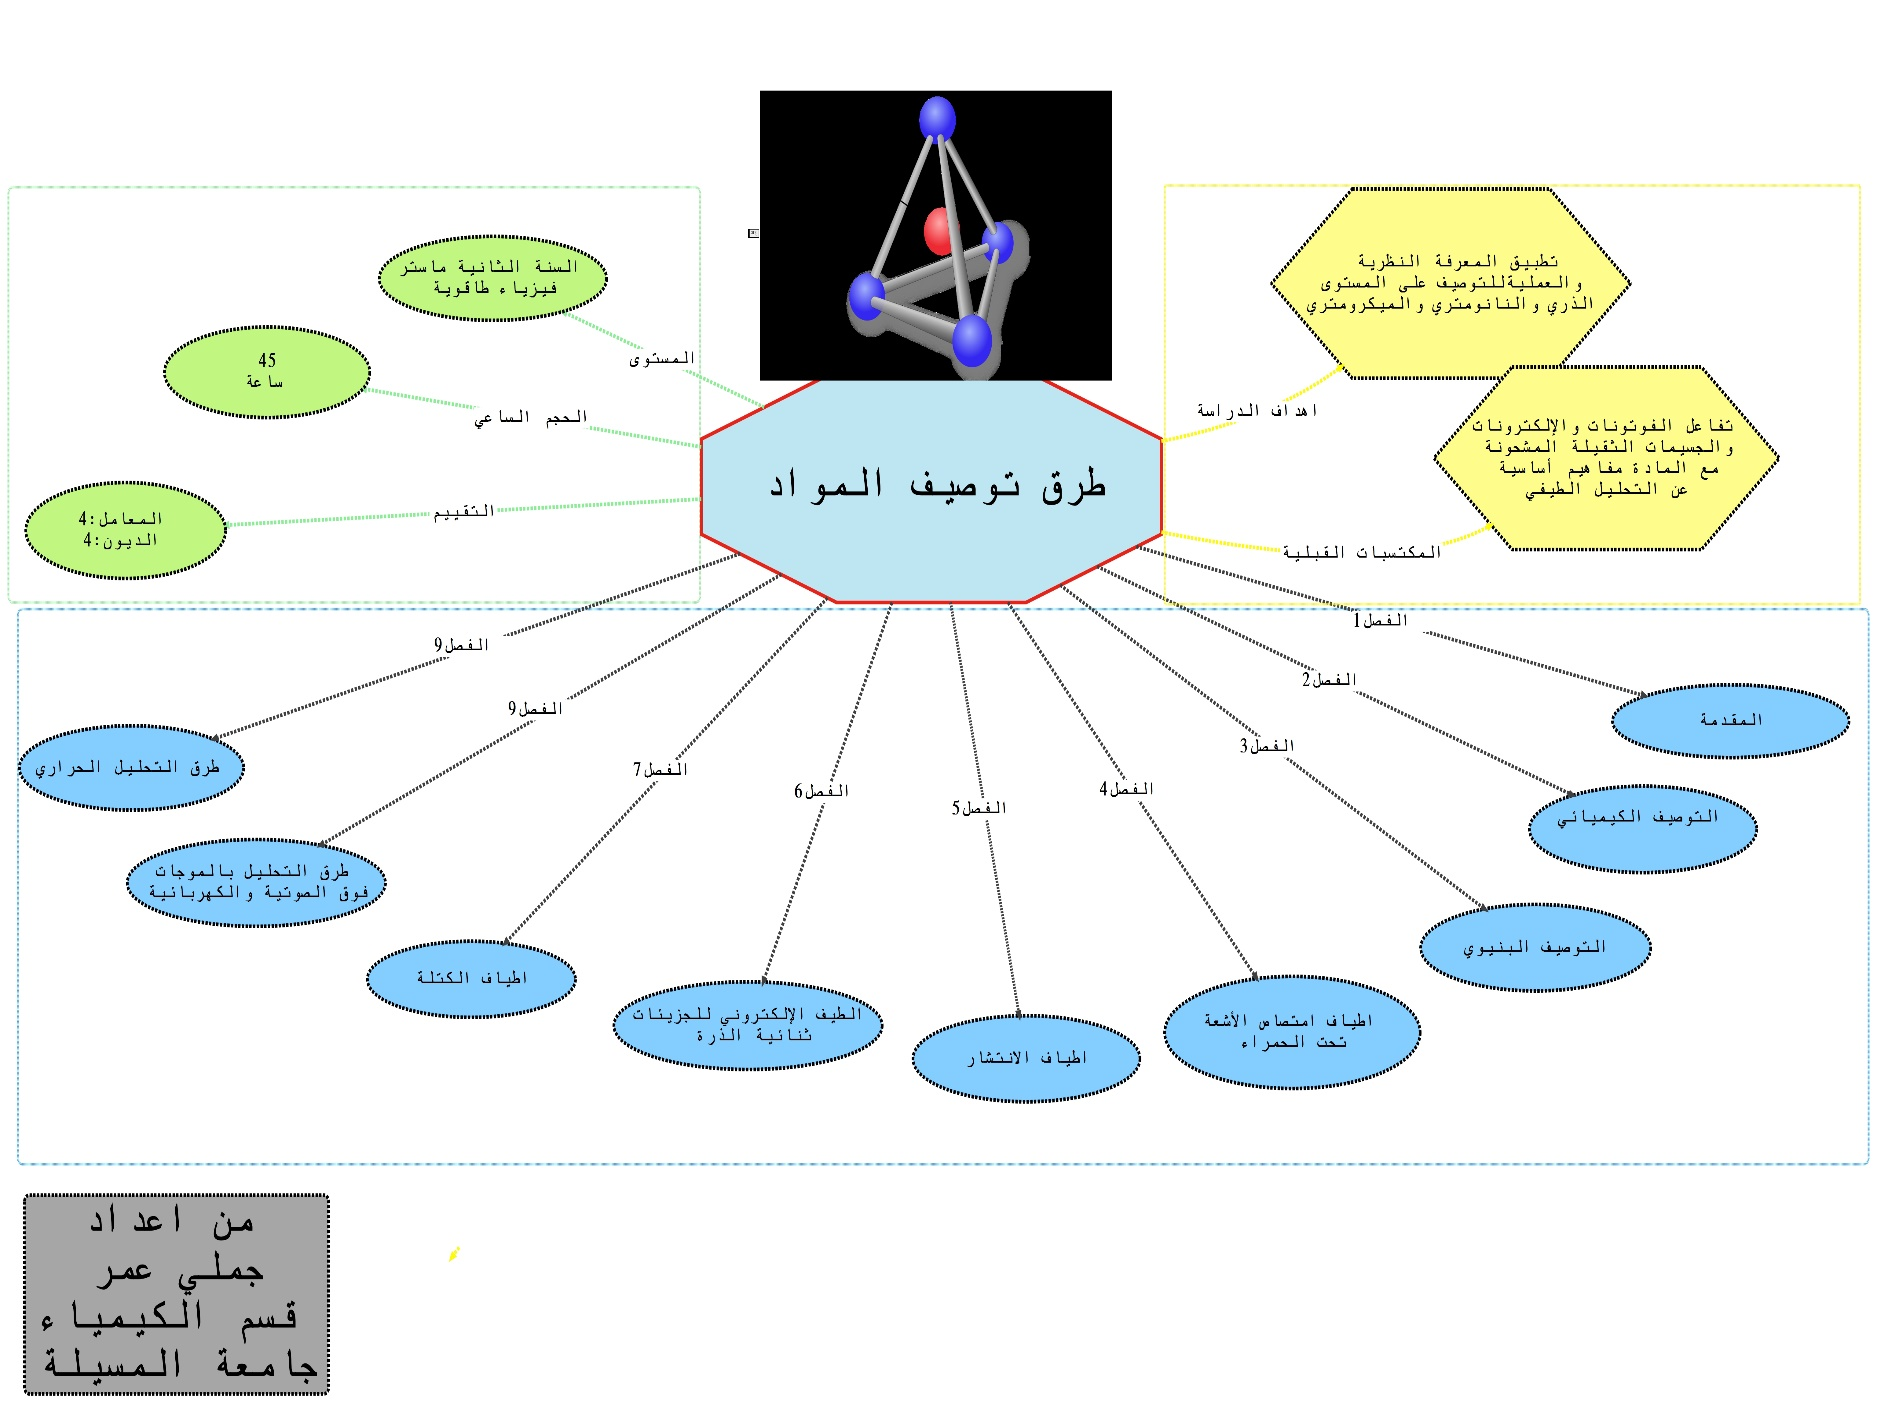 طرق توصيف المواد
تطبيق المعرفة النظرية
والعمليةللتوصيف على المستوى
الذري والنانومتري والميكرومتري
اهداف الدراسة
تفاعل الفوتونات والإلكترونات
والجسيمات الثقيلة المشحونة
مع المادة مفاهيم أساسية
عن التحليل الطيفي
المكتسبات القبلية
السنة الثانية ماستر
فيزياء طاقوية
المستوى
45
ساعة
الحجم الساعي
المعامل:4
الديون:4
التقييم
الفصل1
المقدمة
الفصل2
التوصيف الكيميائي
الفصل3
التوصيف البنيوي
الفصل4
اطياف امتصاص الأشعة
تحت الحمراء
الفصل5
اطياف الانتشار
الفصل6
الطيف الإلكتروني للجزيئات
ثنائية الذرة
الفصل7
اطياف الكتلة
الفصل9
طرق التحليل بالموجات
فوق الصوتية والكهربائية
الفصل9
طرق التحليل الحراري
من اعداد
جملي عمر
قسم الكيمياء
جامعة المسيلة